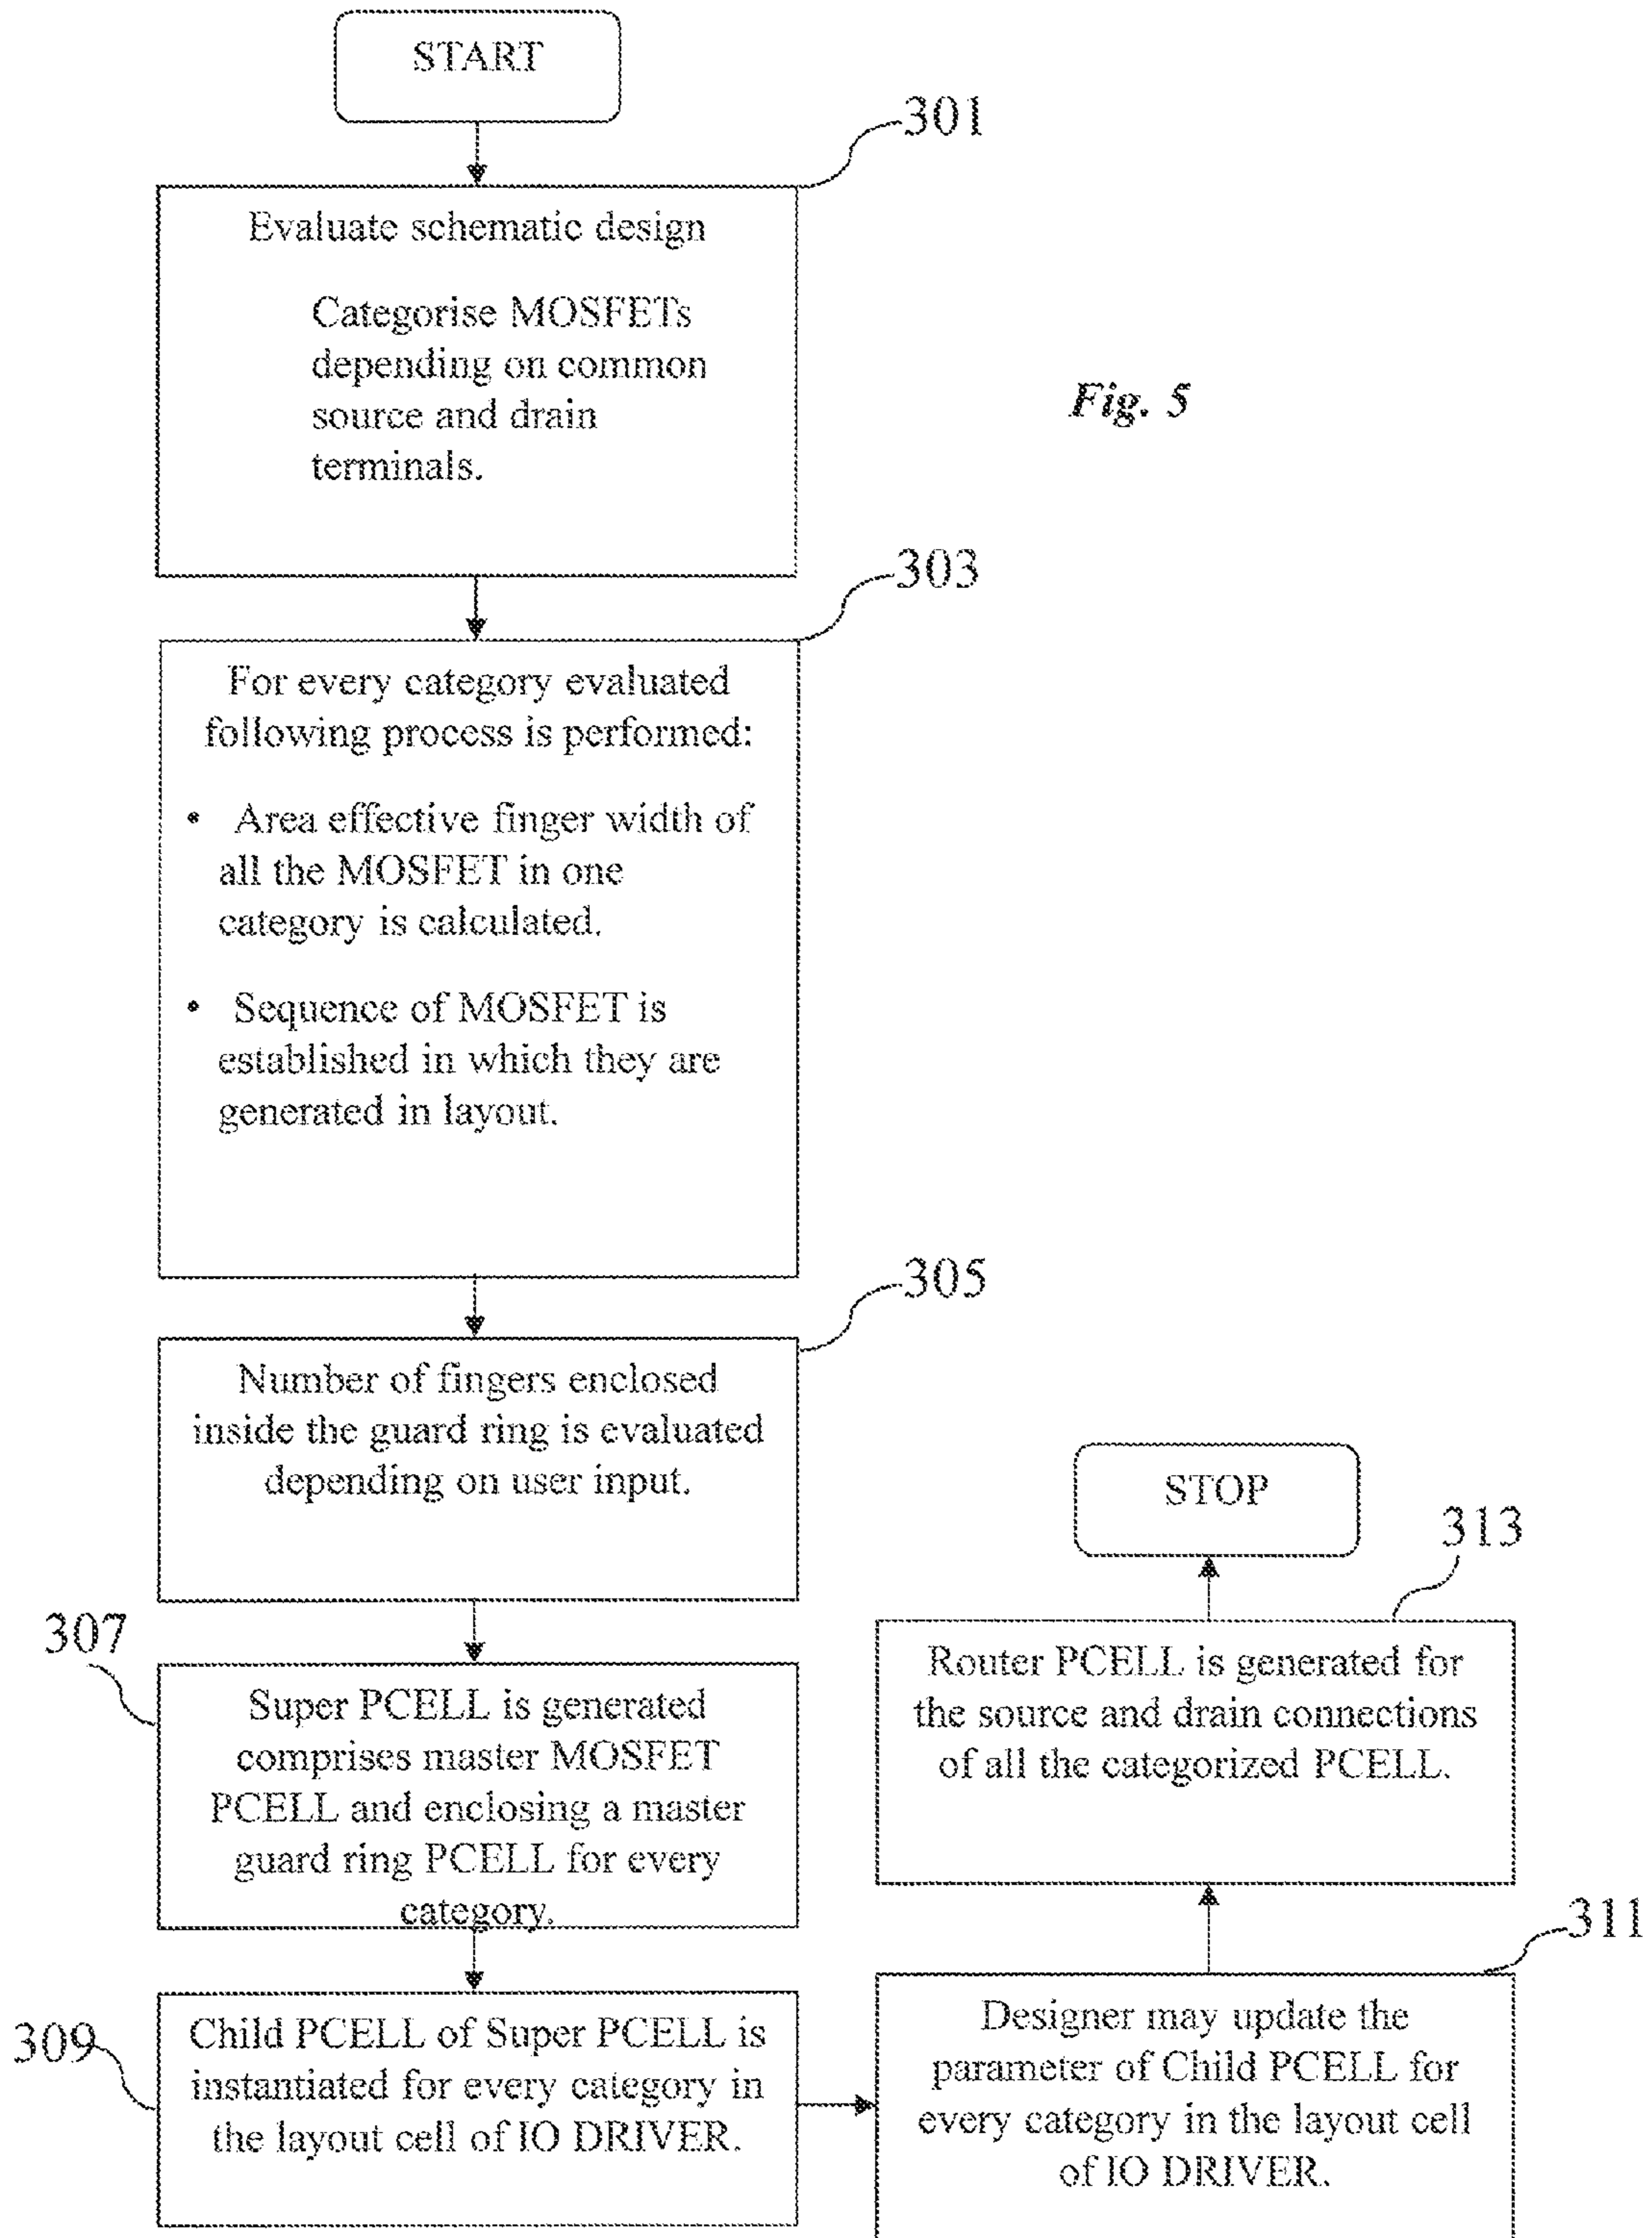 START
301
Evaluate schematic design
Categorise MOSFETs
depending on common
source and drain
terminals.
Fig. 5
303
For every category evaluated
following process is performed:
• Area effective finger width of
all the MOSFET in one
category is calculated.
• Sequence of MOSFET is
established in which they are
generated in layout.
305
Number of fingers enclosed
inside the guard ring is evaluated
depending on user input.
307
Super PCELL is generated
comprises master MOSFET
PCELL and enclosing a master
guard ring PCELL for every
category.
309
Child PCELL of Super PCELL is
instantiated for every category in
the layout cell of IO DRIVER.
311
Designer may update the
parameter of Child PCELL for
every category in the layout cell
of IO DRIVER.
313
Router PCELL is generated for
the source and drain connections
of all the categorized PCELL.
STOP